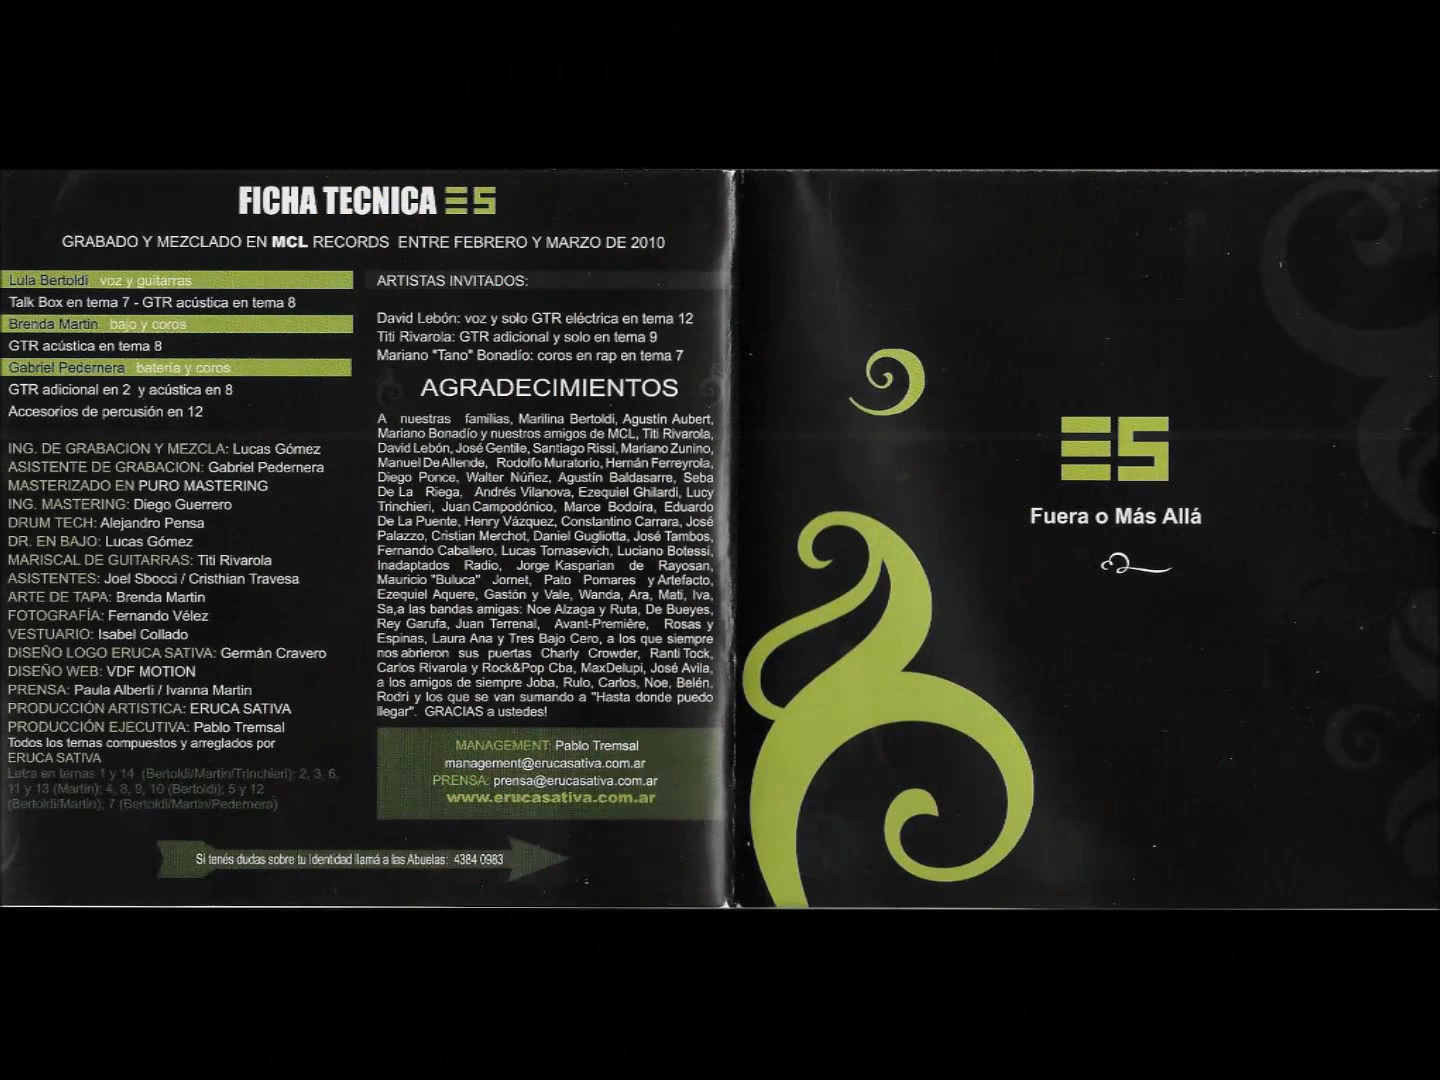 FICHA TECNICA ES
GRABADO Y MEZCLADO EN MCL RECORDS ENTRE FEBRERO Y MARZO DE 2010
Lula Bertoldi voz y guitarras
Talk Box en tema 7 - GTR acústica en tema 8
Brenda Martin bajo y coros
GTR acústica en tema 8
Gabriel Pedernera batería y coros
GTR adicional en 2 y acústica en 8
Accesorios de percusión en 12
ING. DE GRABACION Y MEZCLA: Lucas Gómez
ASISTENTE DE GRABACION: Gabriel Pedernera
MASTERIZADO EN PURO MASTERING
ING. MASTERING: Diego Guerrero
DRUM TECH: Alejandro Pensa
DR. EN BAJO: Lucas Gómez
MARISCAL DE GUITARRAS: Titi Rivarola
ASISTENTES: Joel Sbocci / Cristhian Travesa
ARTE DE TAPA: Brenda Martin
FOTOGRAFÍA: Fernando Vélez
VESTUARIO: Isabel Collado
DISEÑO LOGO ERUCA SATIVA: Germán Cravero
DISEÑO WEB: VDF MOTION
PRENSA: Paula Alberti / Ivanna Martin
PRODUCCIÓN ARTISTICA: ERUCA SATIVA
PRODUCCIÓN EJECUTIVA: Pablo Tremsal
Todos los temas compuestos y arreglados por
ERUCA SATIVA
Letra en temas 1 y 14 (Bertoldi/Martin/Trinchieri); 2, 3, 6,
11 y 13 (Martin); 4, 8, 9, 10 (Bertoldi); 5 y 12
(Bertoldi/Martin); 7 (Bertoldi/Martin/Pedernera)
ARTISTAS INVITADOS:
David Lebón: voz y solo GTR eléctrica en tema 12
Titi Rivarola: GTR adicional y solo en tema 9
Mariano "Tano" Bonadío: coros en rap en tema 7
AGRADECIMIENTOS
A nuestras familias, Marilina Bertoldi, Agustín Aubert,
Mariano Bonadío y nuestros amigos de MCL, Titi Rivarola,
David Lebón, José Gentile, Santiago Rissi, Mariano Zunino,
Manuel De Allende, Rodolfo Muratorio, Hernán Ferreyrola,
Diego Ponce, Walter Núñez, Agustín Baldasarre, Seba
De La Riega, Andrés Vilanova, Ezequiel Ghilardi, Lucy
Trinchieri, Juan Campodónico, Marce Bodoira, Eduardo
De La Puente, Henry Vázquez, Constantino Carrara, José
Palazzo, Cristian Merchot, Daniel Gugliotta, José Tambos,
Fernando Caballero, Lucas Tomasevich, Luciano Botessi,
Inadaptados Radio, Jorge Kasparian de Rayosan,
Mauricio "Buluca" Jornet, Pato Pomares y Artefacto,
Ezequiel Aquere, Gastón y Vale, Wanda, Ara, Mati, Iva,
Sa,a las bandas amigas: Noe Alzaga y Ruta, De Bueyes,
Rey Garufa, Juan Terrenal, Avant-Première, Rosas y
Espinas, Laura Ana y Tres Bajo Cero, a los que siempre
nos abrieron sus puertas Charly Crowder, Ranti Tock,
Carlos Rivarola y Rock&Pop Cba, MaxDelupi, José Avila,
a los amigos de siempre Joba, Rulo, Carlos, Noe, Belén,
Rodri y los que se van sumando a "Hasta donde puedo
llegar". GRACIAS a ustedes!
MANAGEMENT: Pablo Tremsal
management@erucasativa.com.ar
PRENSA: prensa@erucasativa.com.ar
www.erucasativa.com.ar
Si tenés dudas sobre tu Identidad llamá a las Abuelas: 4384 0983
ES
Fuera o Más Allá